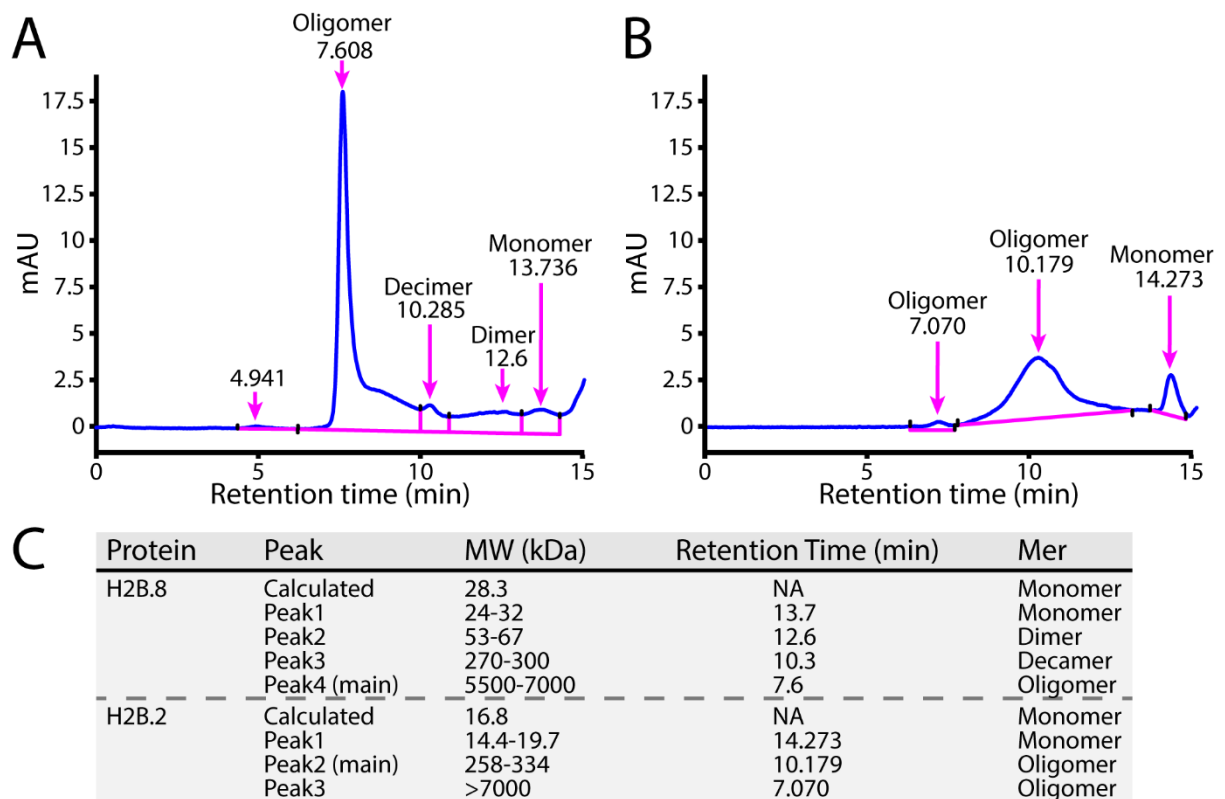 A
Oligomer
7.608
mAU
17.5
15
12.5
10
7.5
5
2.5
0
4.941
Decimer
10.285
Dimer
12.6
Monomer
13.736
0 5 10 15
Retention time (min)
B
mAU
17.5
15
12.5
10
7.5
5
2.5
0
Oligomer
7.070
Oligomer
10.179
Monomer
14.273
0 5 10 15
Retention time (min)
C
Protein Peak MW (kDa) Retention Time (min) Mer
H2B.8 Calculated 28.3 NA Monomer
Peak1 24-32 13.7 Monomer
Peak2 53-67 12.6 Dimer
Peak3 270-300 10.3 Decamer
Peak4 (main) 5500-7000 7.6 Oligomer
H2B.2 Calculated 16.8 NA Monomer
Peak1 14.4-19.7 14.273 Monomer
Peak2 (main) 258-334 10.179 Oligomer
Peak3 >7000 7.070 Oligomer